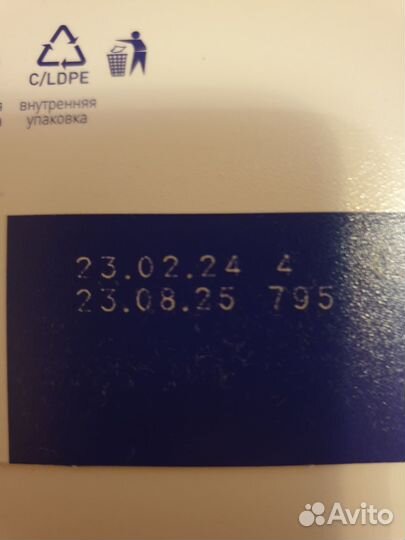 C/LDPE
внутренняя
упаковка
23.02.24 4
23.08.25 795
Avito